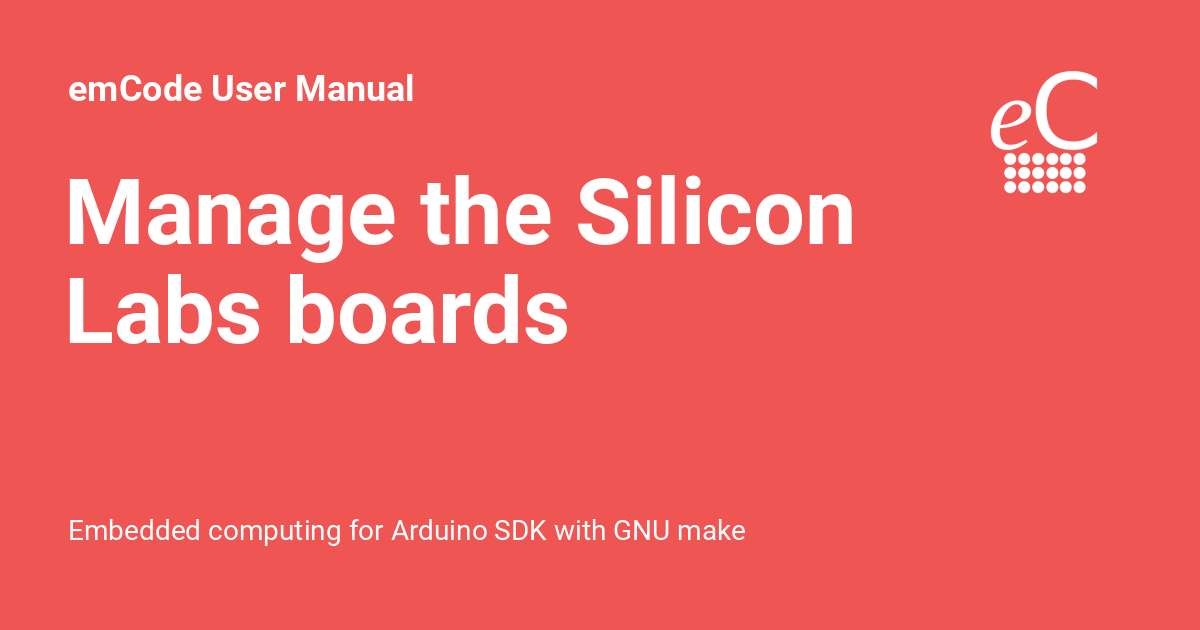 emCode User Manual
eC
Manage the Silicon
Labs boards
Embedded computing for Arduino SDK with GNU make